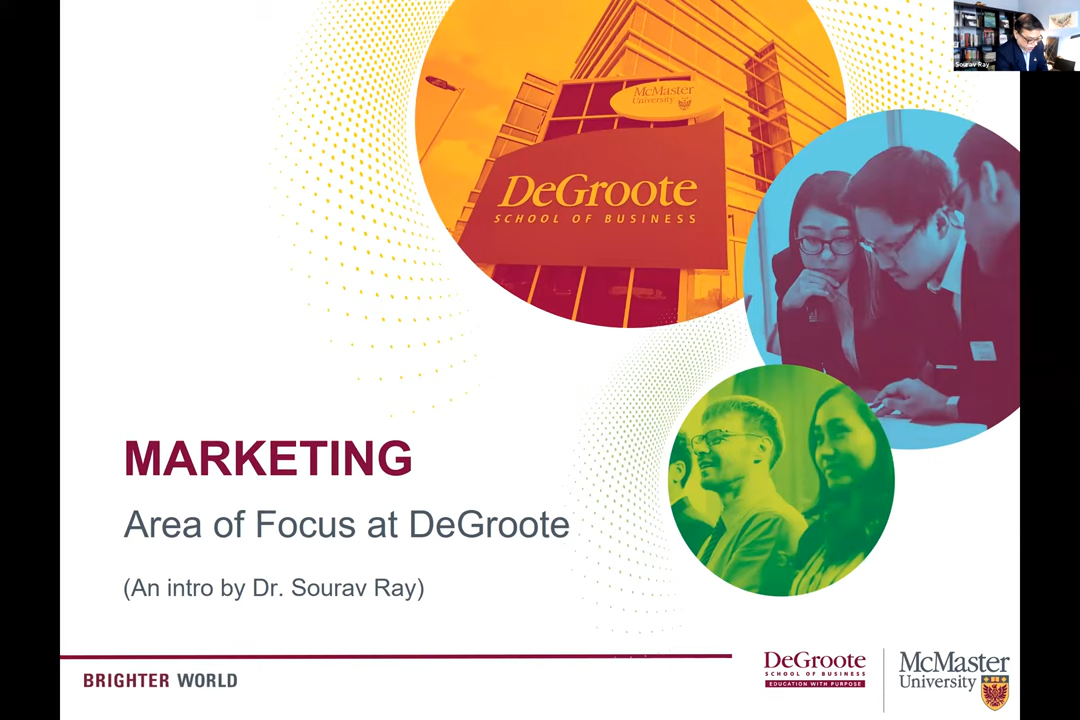 Sourav Ray
McMaster
University
DeGroote
SCHOOL OF BUSINESS
MARKETING
Area of Focus at DeGroote
(An intro by Dr. Sourav Ray)
BRIGHTER WORLD
DeGroote
SCHOOL OF BUSINESS
EDUCATION WITH PURPOSE
McMaster
University